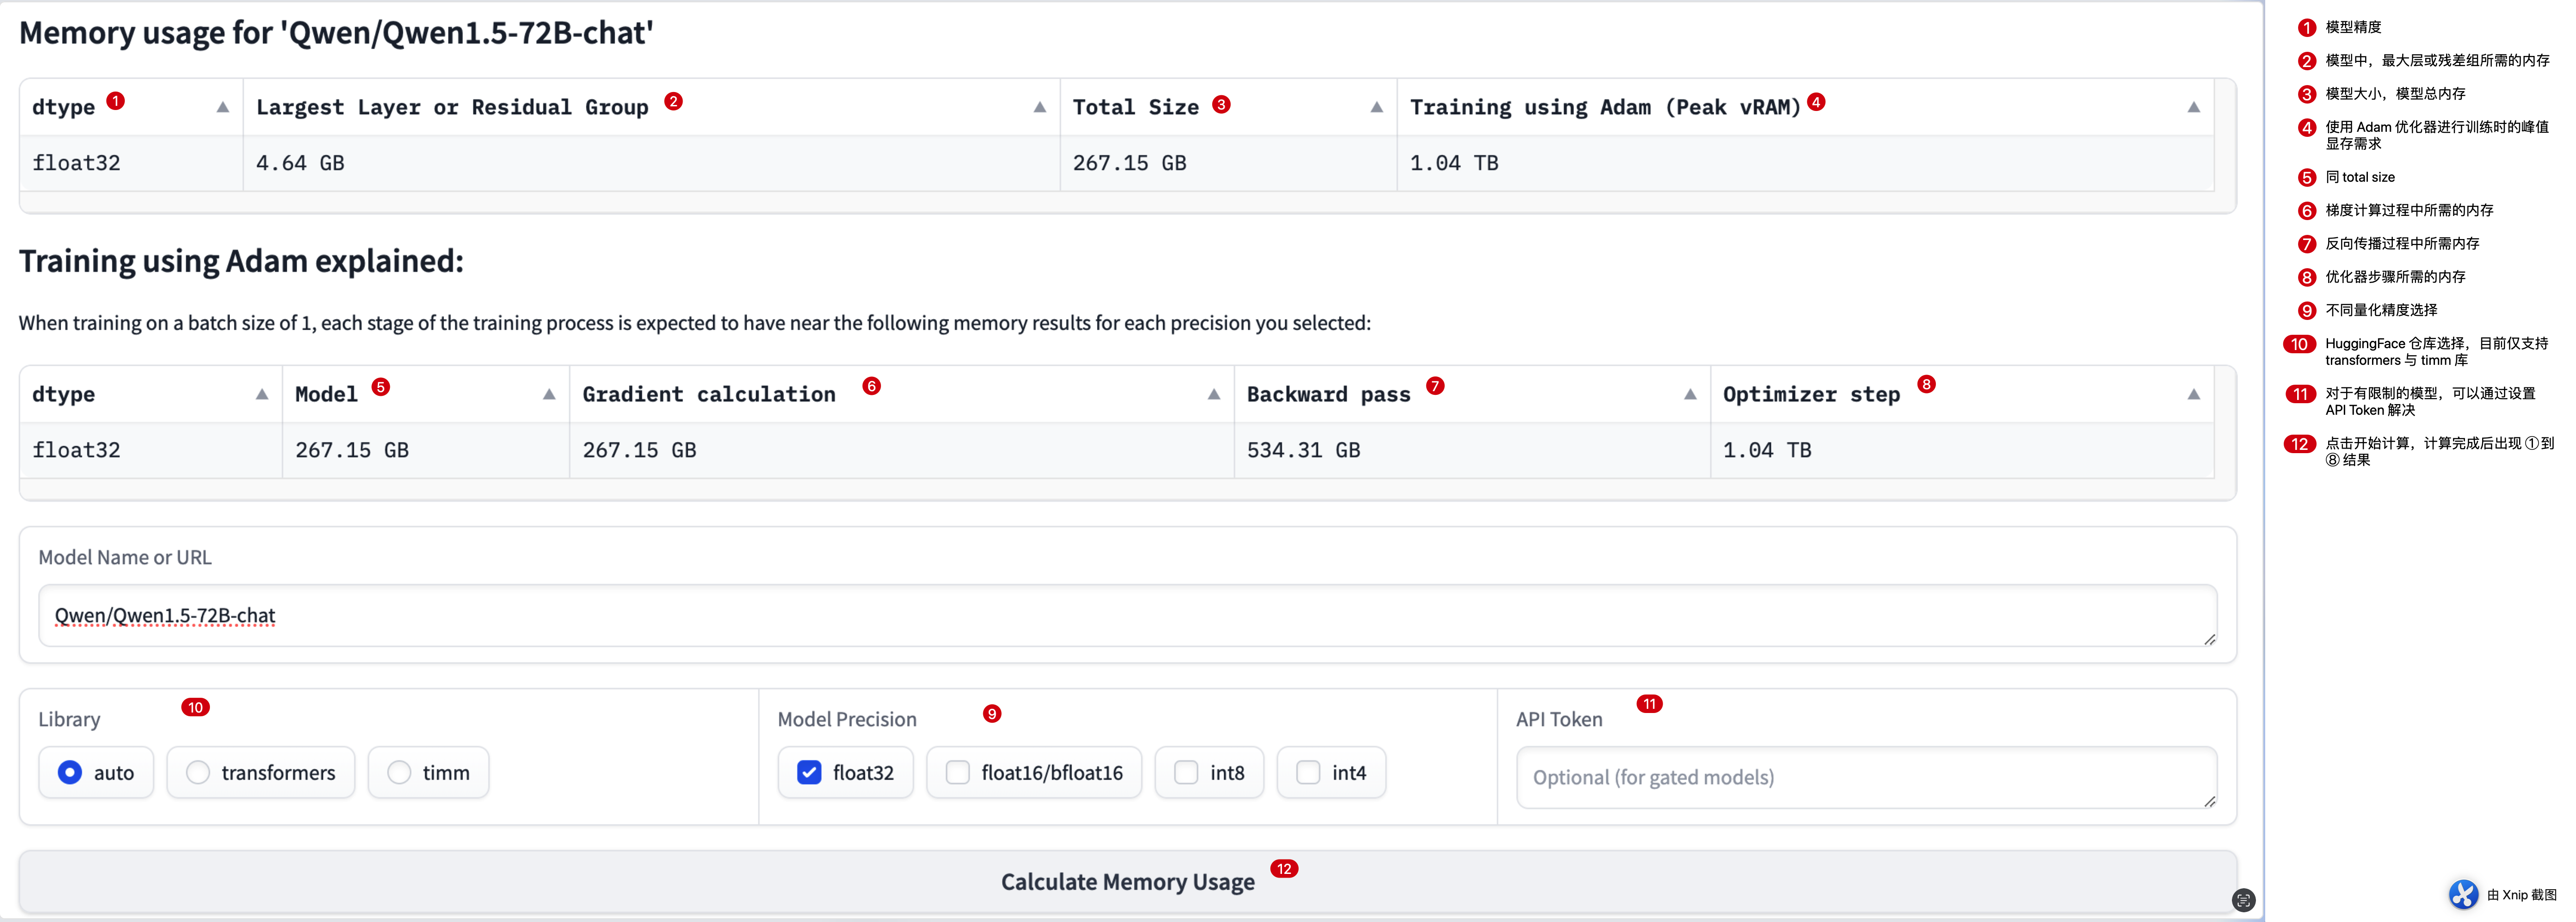 Memory usage for 'Qwen/Qwen1.5-72B-chat'
dtype 1 Largest Layer or Residual Group 2 Total Size 3 Training using Adam (Peak vRAM) 4
float32 4.64 GB 267.15 GB 1.04 TB
Training using Adam explained:
When training on a batch size of 1, each stage of the training process is expected to have near the following memory results for each precision you selected:
dtype Model 5 Gradient calculation 6 Backward pass 7 Optimizer step 8
float32 267.15 GB 267.15 GB 534.31 GB 1.04 TB
Model Name or URL
Qwen/Qwen1.5-72B-chat
Library 10
auto transformers timm
Model Precision 9
float32 float16/bfloat16 int8 int4
API Token 11
Optional (for gated models)
Calculate Memory Usage 12
1 模型精度
2 模型中，最大层或残差组所需的内存
3 模型大小，模型总内存
4 使用 Adam 优化器进行训练时的峰值
显存需求
5 同 total size
6 梯度计算过程中所需的内存
7 反向传播过程中所需内存
8 优化器步骤所需的内存
9 不同量化精度选择
10 HuggingFace 仓库选择，目前仅支持
transformers 与 timm 库
11 对于有限制的模型，可以通过设置
API Token 解决
12 点击开始计算，计算完成后出现 ①到
⑧ 结果
由 Xnip 截图